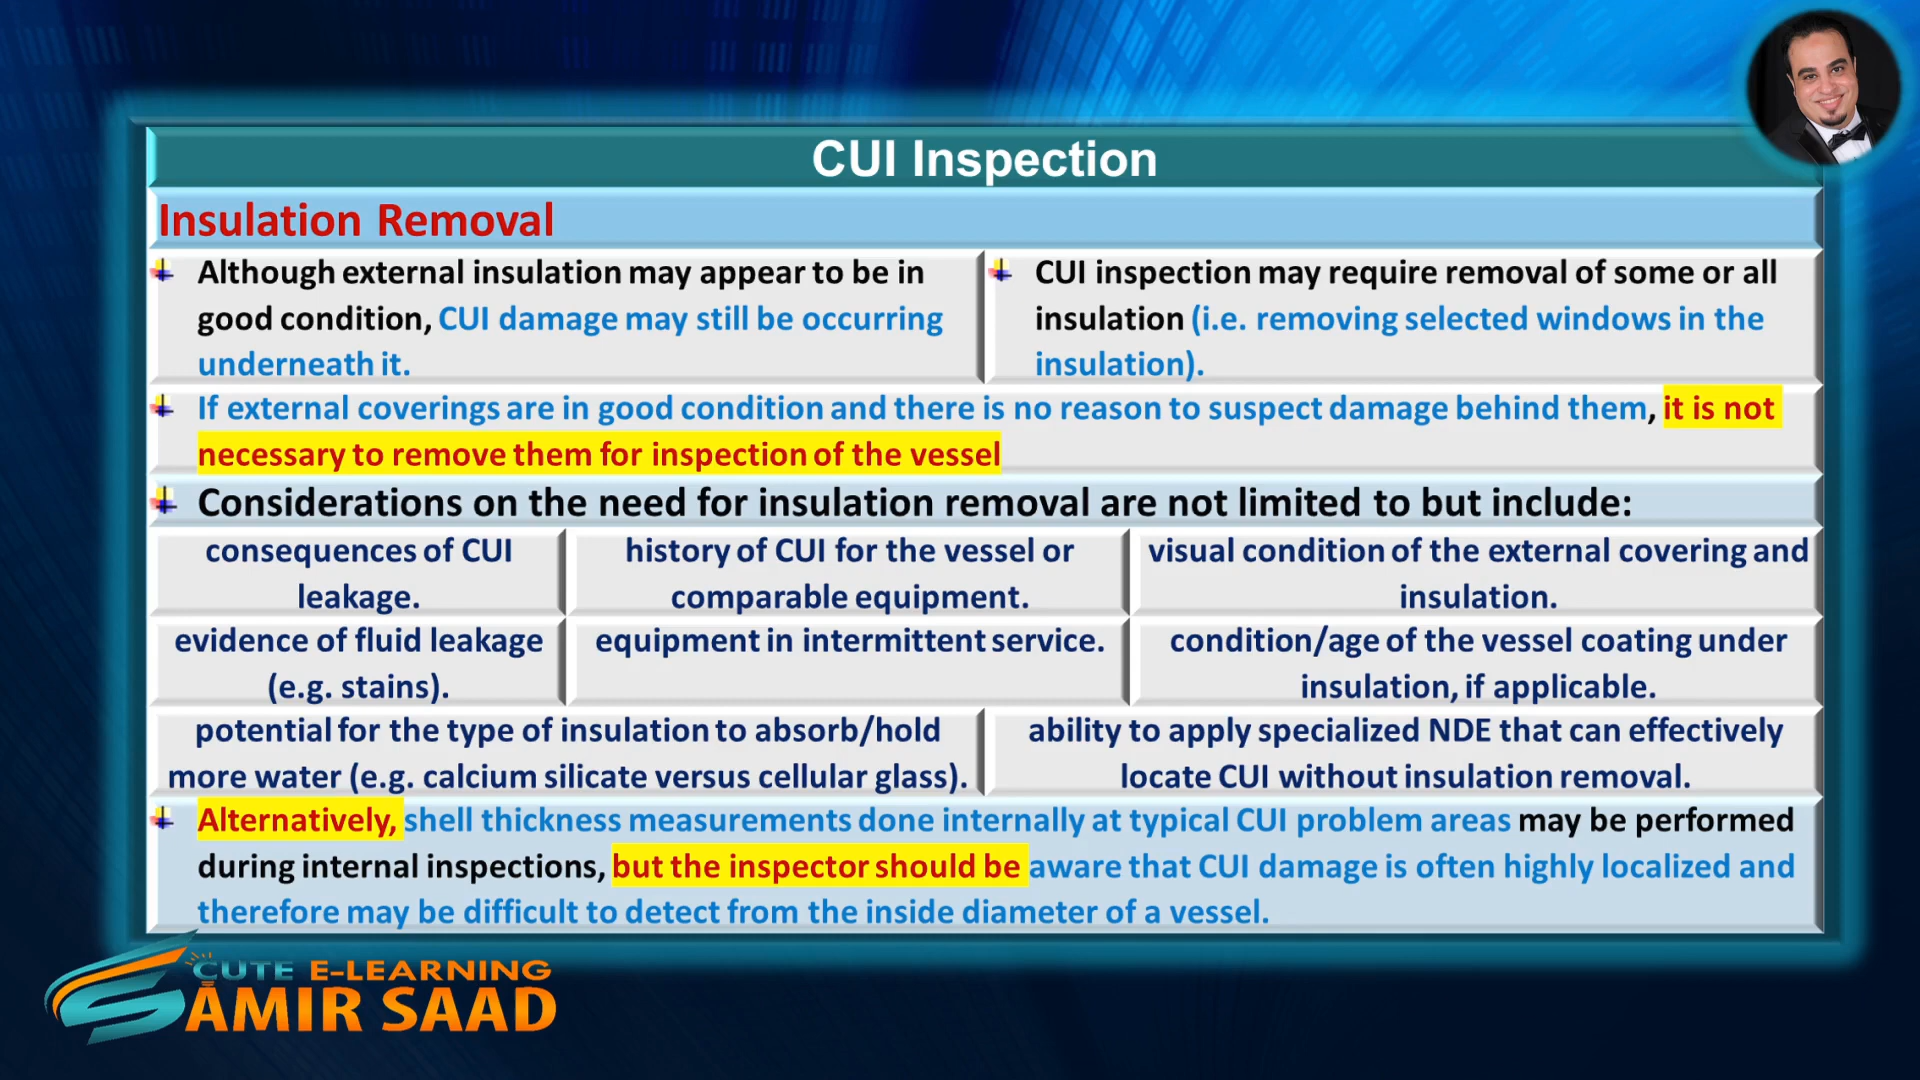 CUI Inspection
Insulation Removal
Although external insulation may appear to be in
good condition, CUI damage may still be occurring
underneath it.
CUI inspection may require removal of some or all
insulation (i.e. removing selected windows in the
insulation).
If external coverings are in good condition and there is no reason to suspect damage behind them, it is not
necessary to remove them for inspection of the vessel
Considerations on the need for insulation removal are not limited to but include:
consequences of CUI
leakage.
history of CUI for the vessel or
comparable equipment.
visual condition of the external covering and
insulation.
evidence of fluid leakage
(e.g. stains).
equipment in intermittent service.
condition/age of the vessel coating under
insulation, if applicable.
potential for the type of insulation to absorb/hold
more water (e.g. calcium silicate versus cellular glass).
ability to apply specialized NDE that can effectively
locate CUI without insulation removal.
Alternatively, shell thickness measurements done internally at typical CUI problem areas may be performed
during internal inspections, but the inspector should be aware that CUI damage is often highly localized and
therefore may be difficult to detect from the inside diameter of a vessel.
CUTE E-LEARNING
AMIR SAAD